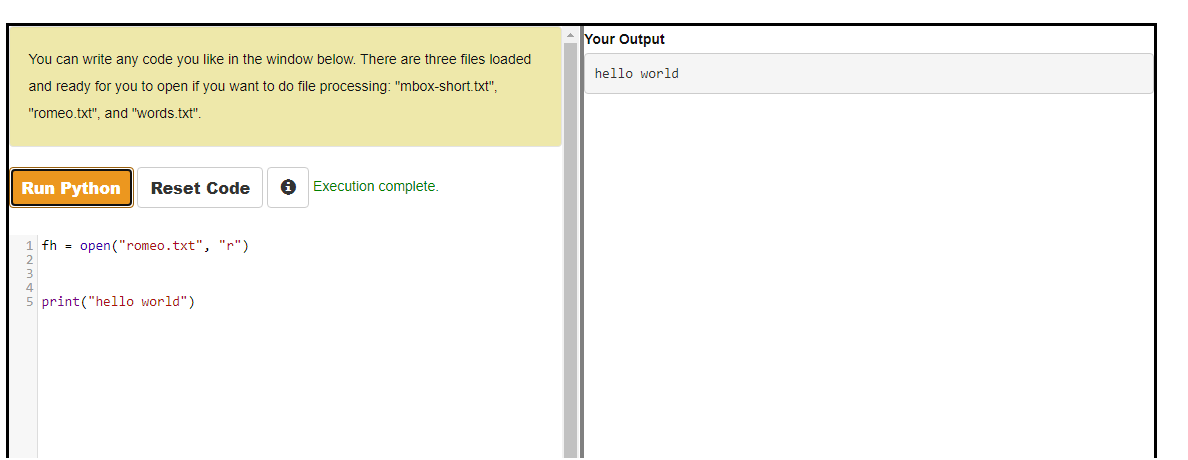 You can write any code you like in the window below. There are three files loaded
and ready for you to open if you want to do file processing: "mbox-short.txt",
"romeo.txt", and "words.txt".
Run Python
Reset Code
Execution complete.
1 fh = open("romeo.txt", "r")
2
3
4
5 print("hello world")
Your Output
hello world